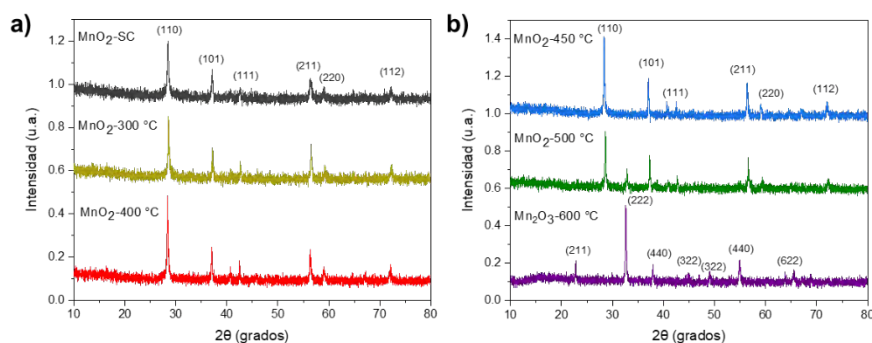 a)
MnO₂-SC
(110)
(101)
(111)
(211)
(220)
(112)
MnO₂-300 °C
MnO₂-400 °C
Intensidad (u.a.)
1.2
1.0
0.8
0.6
0.4
0.2
0.0
10 20 30 40 50 60 70 80
2θ (grados)
b)
MnO₂-450 °C
(110)
(101)
(111)
(211)
(220)
(112)
MnO₂-500 °C
Mn₂O₃-600 °C
(211)
(222)
(440)
(322)
(322)
(440)
(622)
Intensidad (u.a.)
1.4
1.2
1.0
0.8
0.6
0.4
0.2
0.0
10 20 30 40 50 60 70 80
2θ (grados)